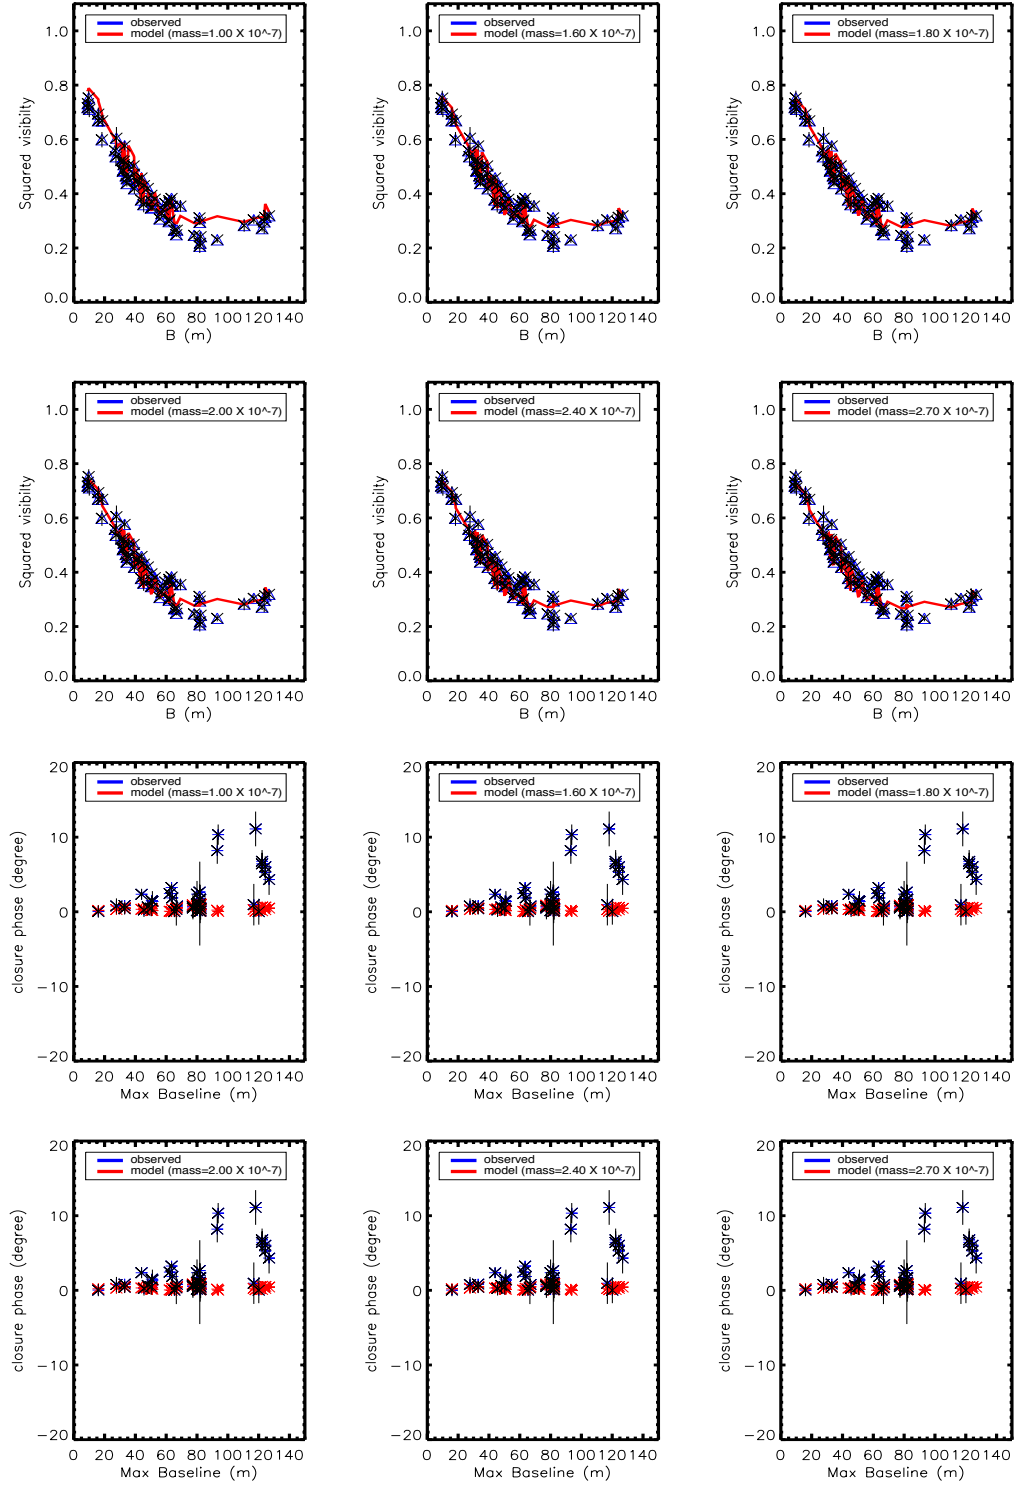 observed
model (mass=1.00 X 10^-7)
Squared visibilty
1.0
0.8
0.6
0.4
0.2
0.0
0 20 40 60 80 100 120 140
B (m)
observed
model (mass=1.60 X 10^-7)
Squared visibilty
1.0
0.8
0.6
0.4
0.2
0.0
0 20 40 60 80 100 120 140
B (m)
observed
model (mass=1.80 X 10^-7)
Squared visibilty
1.0
0.8
0.6
0.4
0.2
0.0
0 20 40 60 80 100 120 140
B (m)
observed
model (mass=2.00 X 10^-7)
Squared visibilty
1.0
0.8
0.6
0.4
0.2
0.0
0 20 40 60 80 100 120 140
B (m)
observed
model (mass=2.40 X 10^-7)
Squared visibilty
1.0
0.8
0.6
0.4
0.2
0.0
0 20 40 60 80 100 120 140
B (m)
observed
model (mass=2.70 X 10^-7)
Squared visibilty
1.0
0.8
0.6
0.4
0.2
0.0
0 20 40 60 80 100 120 140
B (m)
observed
model (mass=1.00 X 10^-7)
closure phase (degree)
20
10
0
−10
−20
0 20 40 60 80 100 120 140
Max Baseline (m)
observed
model (mass=1.60 X 10^-7)
closure phase (degree)
20
10
0
−10
−20
0 20 40 60 80 100 120 140
Max Baseline (m)
observed
model (mass=1.80 X 10^-7)
closure phase (degree)
20
10
0
−10
−20
0 20 40 60 80 100 120 140
Max Baseline (m)
observed
model (mass=2.00 X 10^-7)
closure phase (degree)
20
10
0
−10
−20
0 20 40 60 80 100 120 140
Max Baseline (m)
observed
model (mass=2.40 X 10^-7)
closure phase (degree)
20
10
0
−10
−20
0 20 40 60 80 100 120 140
Max Baseline (m)
observed
model (mass=2.70 X 10^-7)
closure phase (degree)
20
10
0
−10
−20
0 20 40 60 80 100 120 140
Max Baseline (m)